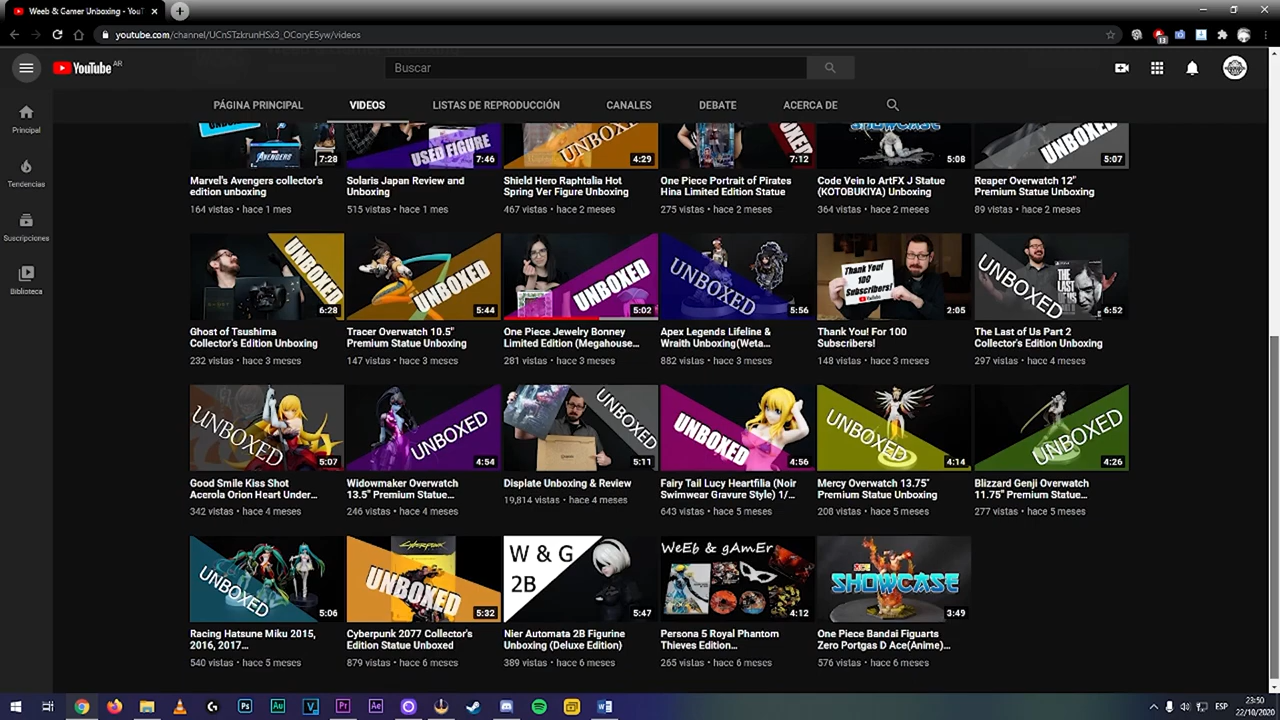 Weeb & Gamer Unboxing - YouT
youtube.com/channel/UCnSTzkrunHSx3_OCoryE5yw/videos
13
YouTube AR
Buscar
PÁGINA PRINCIPAL
VIDEOS
LISTAS DE REPRODUCCIÓN
CANALES
DEBATE
ACERCA DE
Principal
Tendencias
Suscripciones
Biblioteca
AVENGERS
7:28
USED FIGURE
7:46
UNBOXED
4:29
7:12
SHOWCASE
5:08
UNBOXED
5:07
Marvel's Avengers collector's
edition unboxing
164 vistas • hace 1 mes
Solaris Japan Review and
Unboxing
515 vistas • hace 1 mes
Shield Hero Raphtalia Hot
Spring Ver Figure Unboxing
467 vistas • hace 2 meses
One Piece Portrait of Pirates
Hina Limited Edition Statue
275 vistas • hace 2 meses
Code Vein Io ArtFX J Statue
(KOTOBUKIYA) Unboxing
364 vistas • hace 2 meses
Reaper Overwatch 12"
Premium Statue Unboxing
89 vistas • hace 2 meses
UNBOXED
6:28
UNBOXED
5:44
UNBOXED
5:02
UNBOXED
5:56
Thank You!
100
Subscribers!
YouTube
2:05
UNBOXED
THE
LAST
OF US
6:52
Ghost of Tsushima
Collector's Edition Unboxing
232 vistas • hace 3 meses
Tracer Overwatch 10.5"
Premium Statue Unboxing
147 vistas • hace 3 meses
One Piece Jewelry Bonney
Limited Edition (Megahouse...
281 vistas • hace 3 meses
Apex Legends Lifeline &
Wraith Unboxing(Weta...
882 vistas • hace 3 meses
Thank You! For 100
Subscribers!
148 vistas • hace 3 meses
The Last of Us Part 2
Collector's Edition Unboxing
297 vistas • hace 4 meses
UNBOXED
5:07
UNBOXED
4:54
UNBOXED
5:11
UNBOXED
4:56
UNBOXED
4:14
UNBOXED
4:26
Good Smile Kiss Shot
Acerola Orion Heart Under...
342 vistas • hace 4 meses
Widowmaker Overwatch
13.5" Premium Statue...
246 vistas • hace 4 meses
Displate Unboxing & Review
19,814 vistas • hace 4 meses
Fairy Tail Lucy Heartfilia (Noir
Swimwear Gravure Style) 1/...
643 vistas • hace 5 meses
Mercy Overwatch 13.75"
Premium Statue Unboxing
208 vistas • hace 5 meses
Blizzard Genji Overwatch
11.75" Premium Statue...
277 vistas • hace 5 meses
UNBOXED
5:06
CYBERPUNK
UNBOXED
5:32
W & G
2B
5:47
WeEb & gAmEr
4:12
SHOWCASE
3:49
Racing Hatsune Miku 2015,
2016, 2017...
540 vistas • hace 5 meses
Cyberpunk 2077 Collector's
Edition Statue Unboxed
879 vistas • hace 6 meses
Nier Automata 2B Figurine
Unboxing (Deluxe Edition)
389 vistas • hace 6 meses
Persona 5 Royal Phantom
Thieves Edition...
265 vistas • hace 6 meses
One Piece Bandai Figuarts
Zero Portgas D Ace(Anime)...
576 vistas • hace 6 meses
Ps
Au
V
Pr
Ae
ESP
23:50
22/10/2020